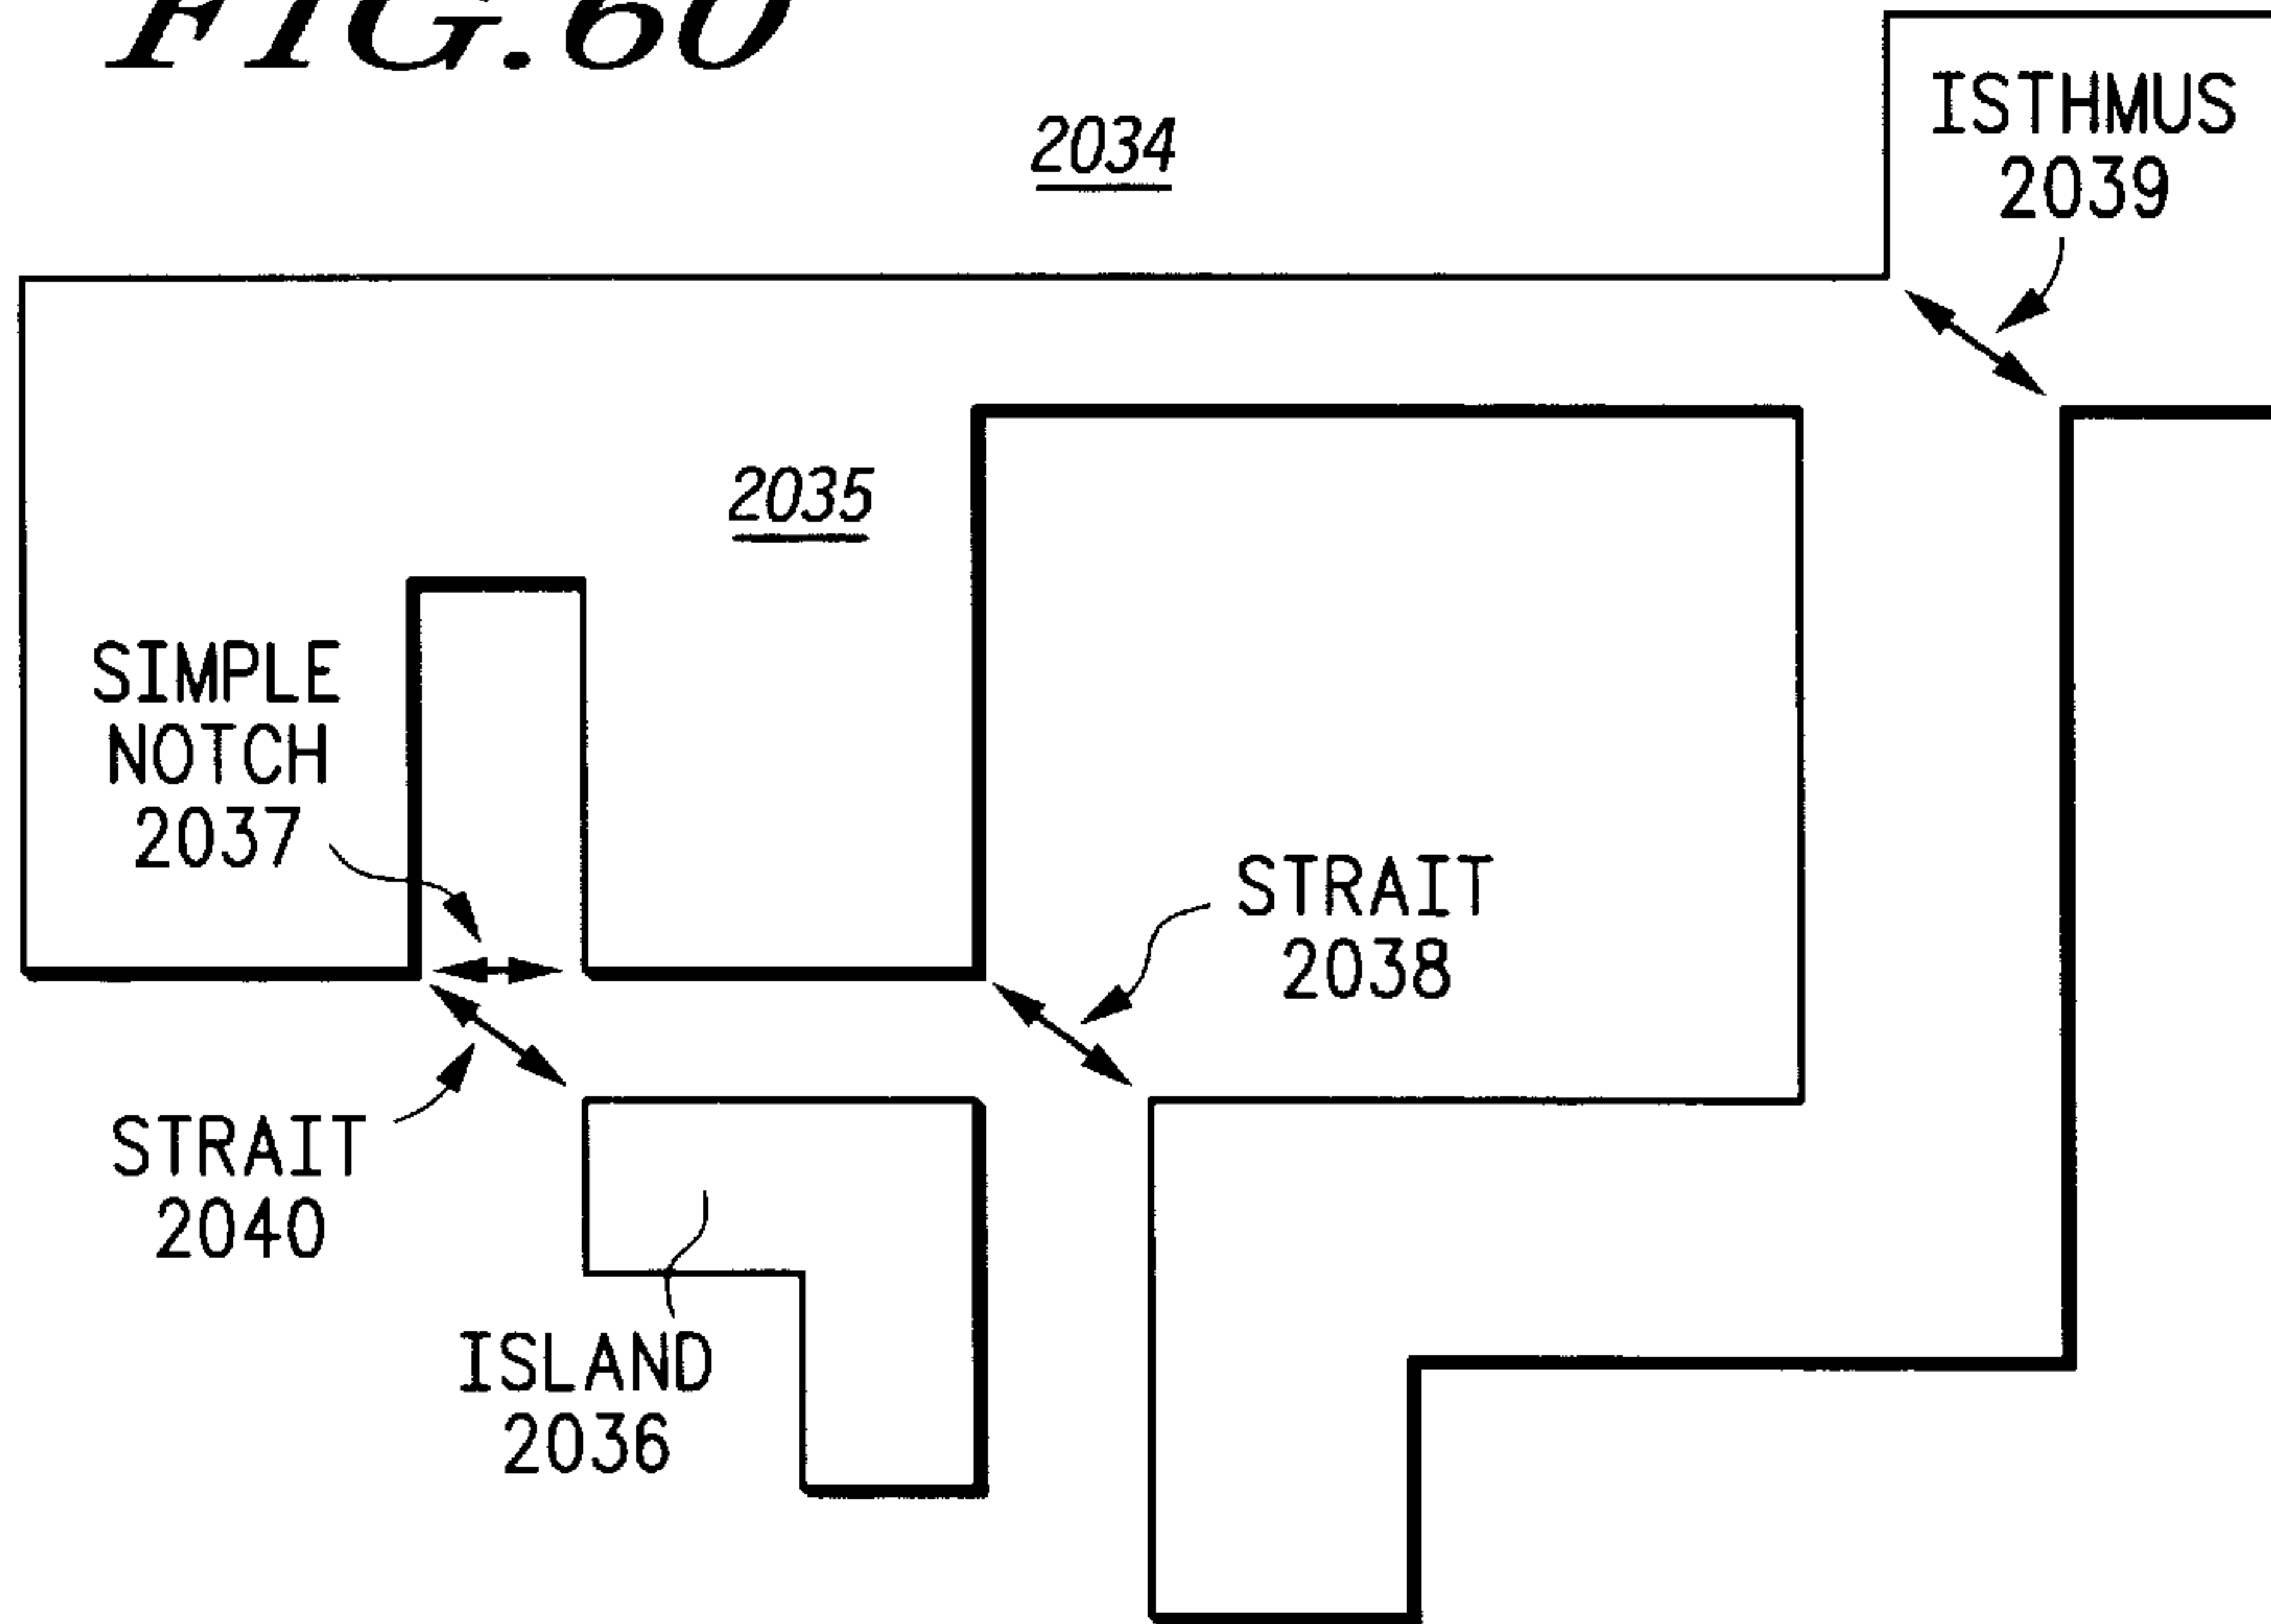 FIG.60
2034
ISTHMUS
2039
2035
SIMPLE
NOTCH
2037
STRAIT
2038
STRAIT
2040
ISLAND
2036